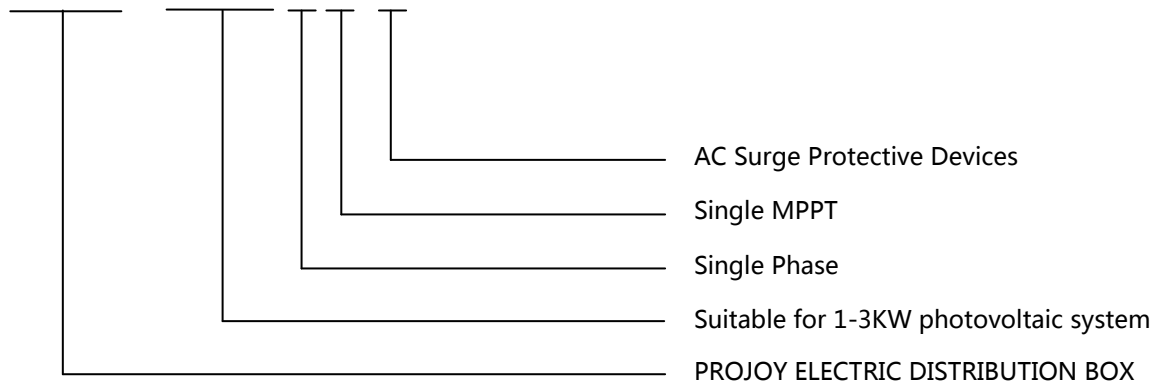 AC Surge Protective Devices
Single MPPT
Single Phase
Suitable for 1-3KW photovoltaic system
PROJOY ELECTRIC DISTRIBUTION BOX